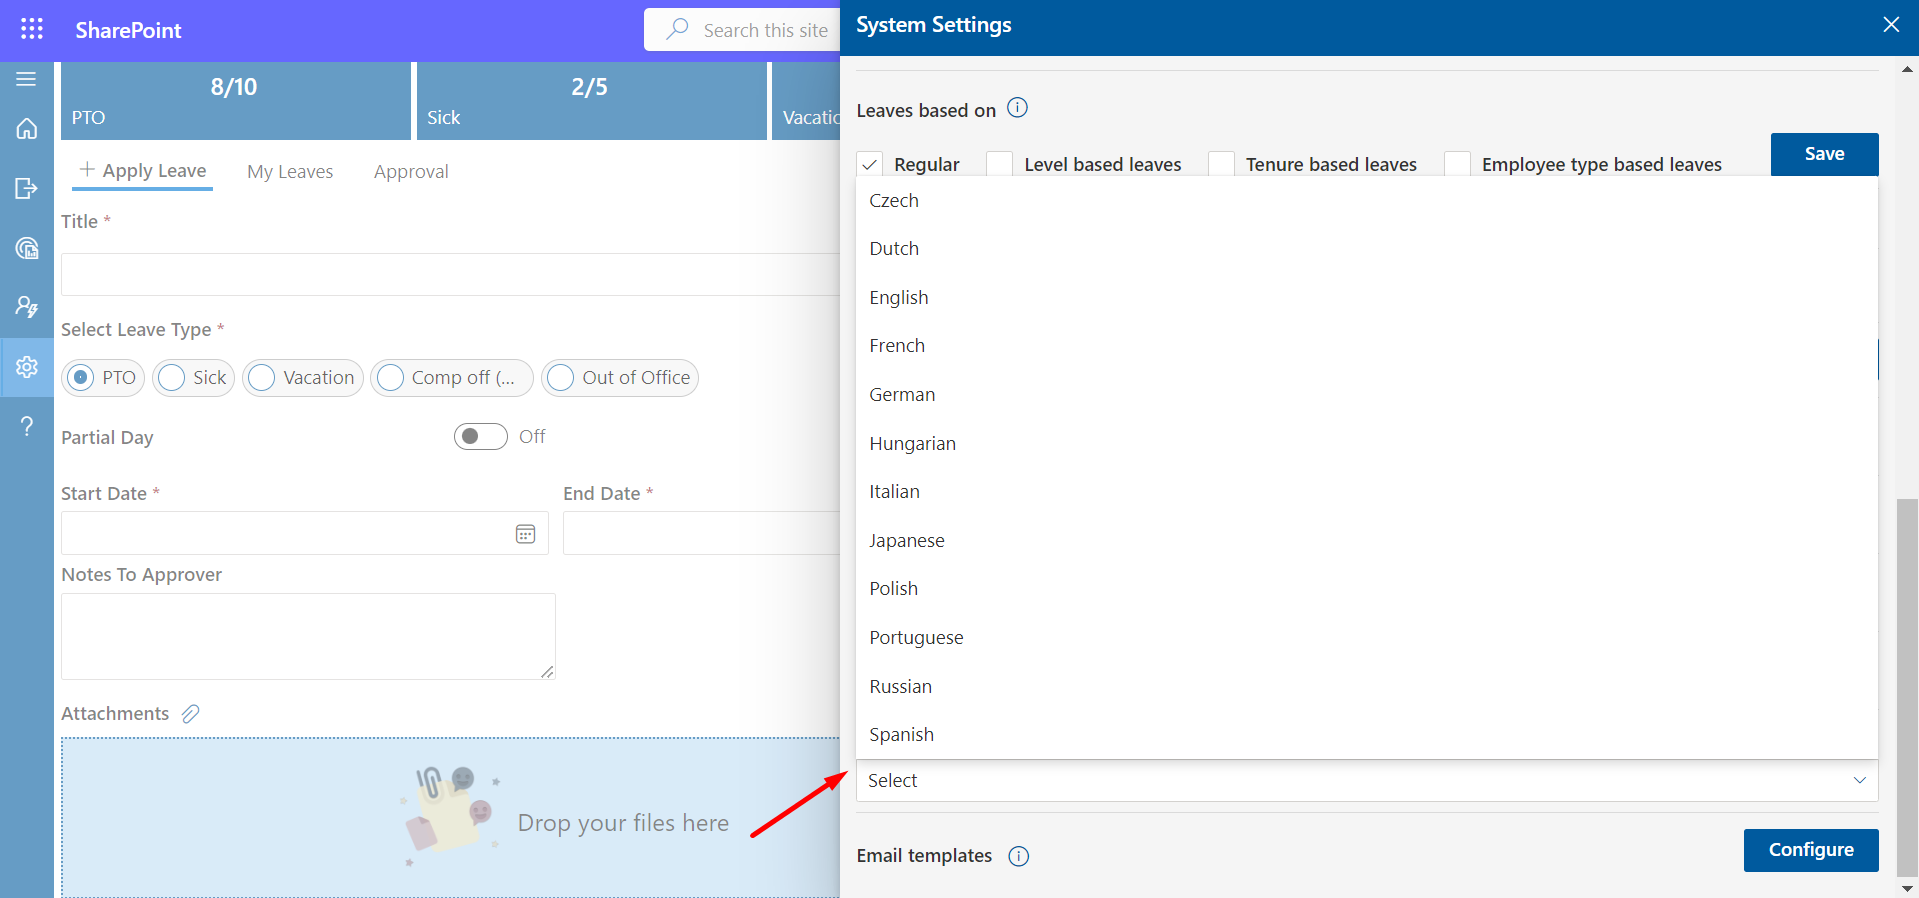 SharePoint
Search this site
8/10
PTO
2/5
Sick
Vacatio
Apply Leave
My Leaves
Approval
Title *
Select Leave Type *
PTO
Sick
Vacation
Comp off (...
Out of Office
Partial Day
Off
Start Date *
End Date *
Notes To Approver
Attachments
Drop your files here
System Settings
Leaves based on
Regular
Level based leaves
Tenure based leaves
Employee type based leaves
Save
Czech
Dutch
English
French
German
Hungarian
Italian
Japanese
Polish
Portuguese
Russian
Spanish
Select
Email templates
Configure